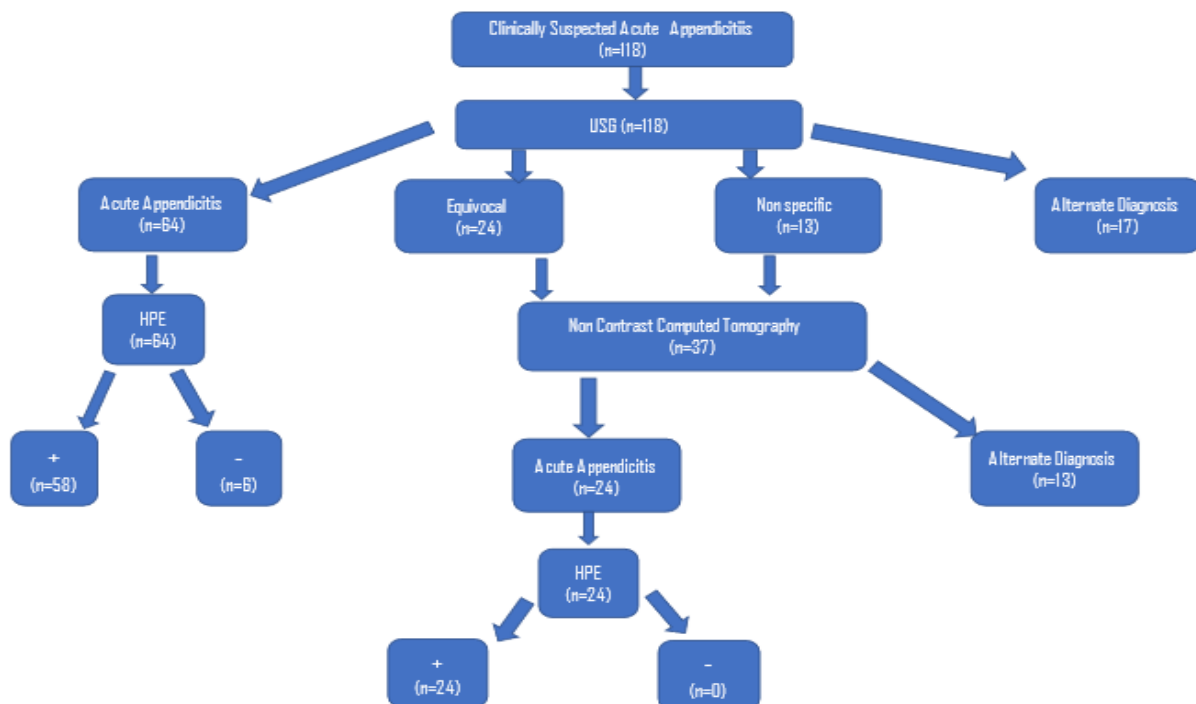 Clinically Suspected Acute Appendicitiis
(n=118)
USG (n=118)
Acute Appendicitis
(n=64)
Equivocal
(n=24)
Non specific
(n=13)
Alternate Diagnosis
(n=17)
HPE
(n=64)
Non Contrast Computed Tomography
(n=37)
+
(n=58)
-
(n=6)
Acute Appendicitis
(n=24)
Alternate Diagnosis
(n=13)
HPE
(n=24)
+
(n=24)
-
(n=0)